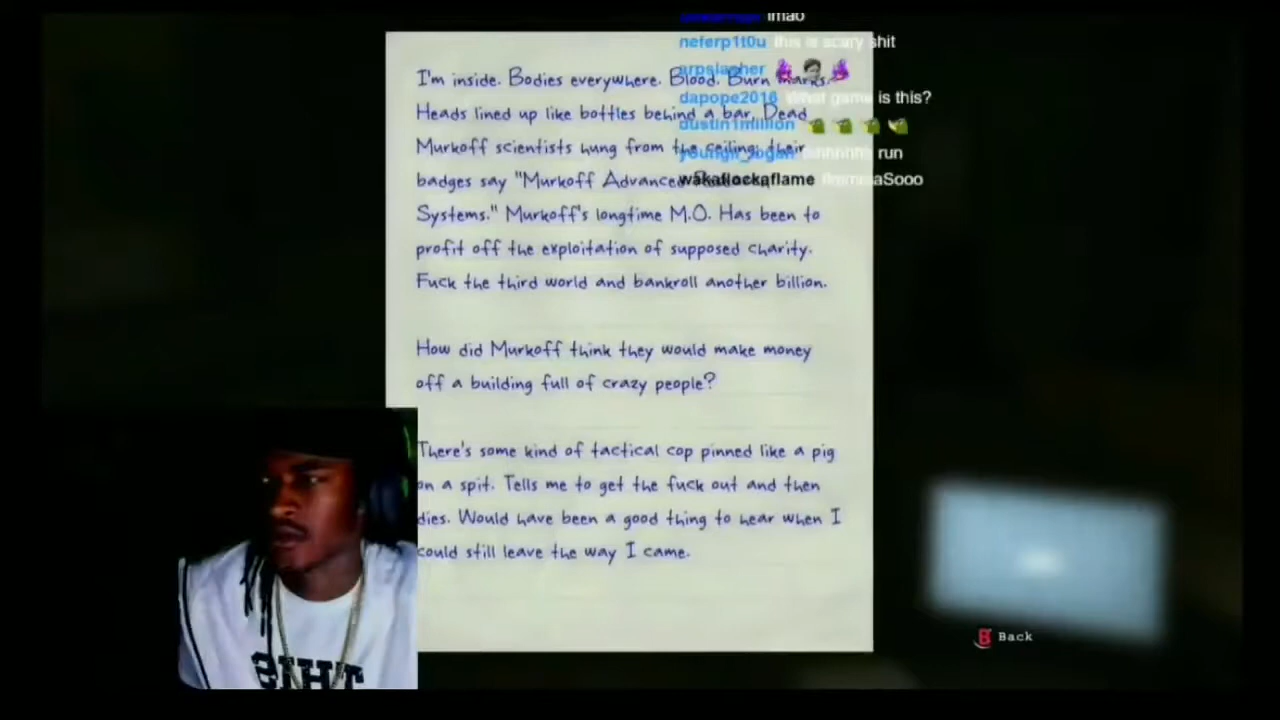 lmao
neferp1t0u this is scary shit
arpslapher
dapope2016 What game is this?
dustin1million
run
wakaflockaflame
I'm inside. Bodies everywhere. Blood. Burn marks.
Heads lined up like bottles behind a bar. Dead
Murkoff scientists hung from the ceiling; their
badges say "Murkoff Advanced
Systems." Murkoff's longtime M.O. Has been to
profit off the exploitation of supposed charity.
Fuck the third world and bankroll another billion.
How did Murkoff think they would make money
off a building full of crazy people?
There's some kind of tactical cop pinned like a pig
on a spit. Tells me to get the fuck out and then
dies. Would have been a good thing to hear when I
could still leave the way I came.
THIS
B Back